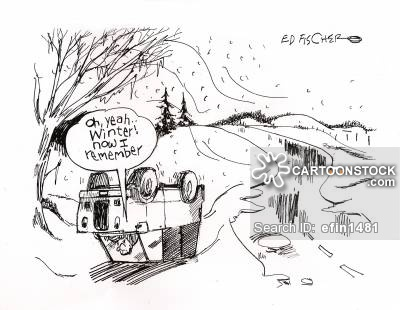 ED FISCHER
Oh, yeah..
Winter!
now I
remember
CARTOONSTOCK
.com
Search ID: efin1481